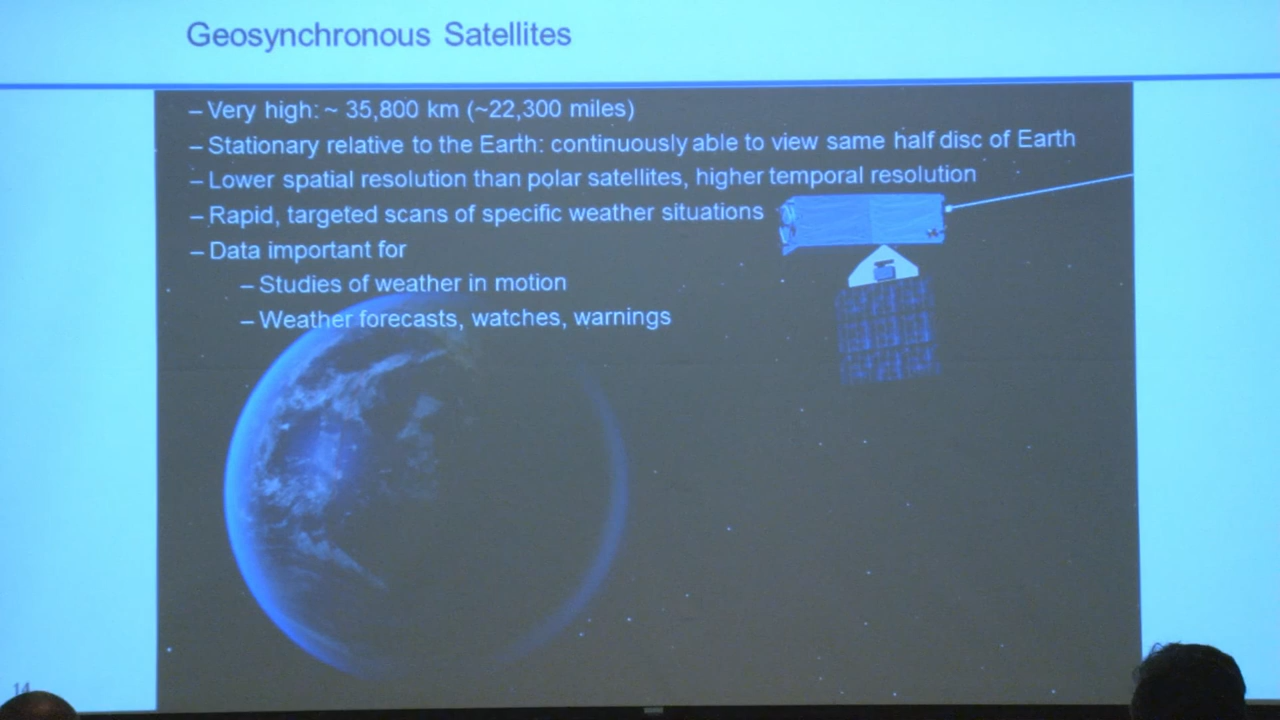 Geosynchronous Satellites
– Very high: ~ 35,800 km (~22,300 miles)
– Stationary relative to the Earth: continuously able to view same half disc of Earth
– Lower spatial resolution than polar satellites, higher temporal resolution
– Rapid, targeted scans of specific weather situations
– Data important for
– Studies of weather in motion
– Weather forecasts, watches, warnings
14